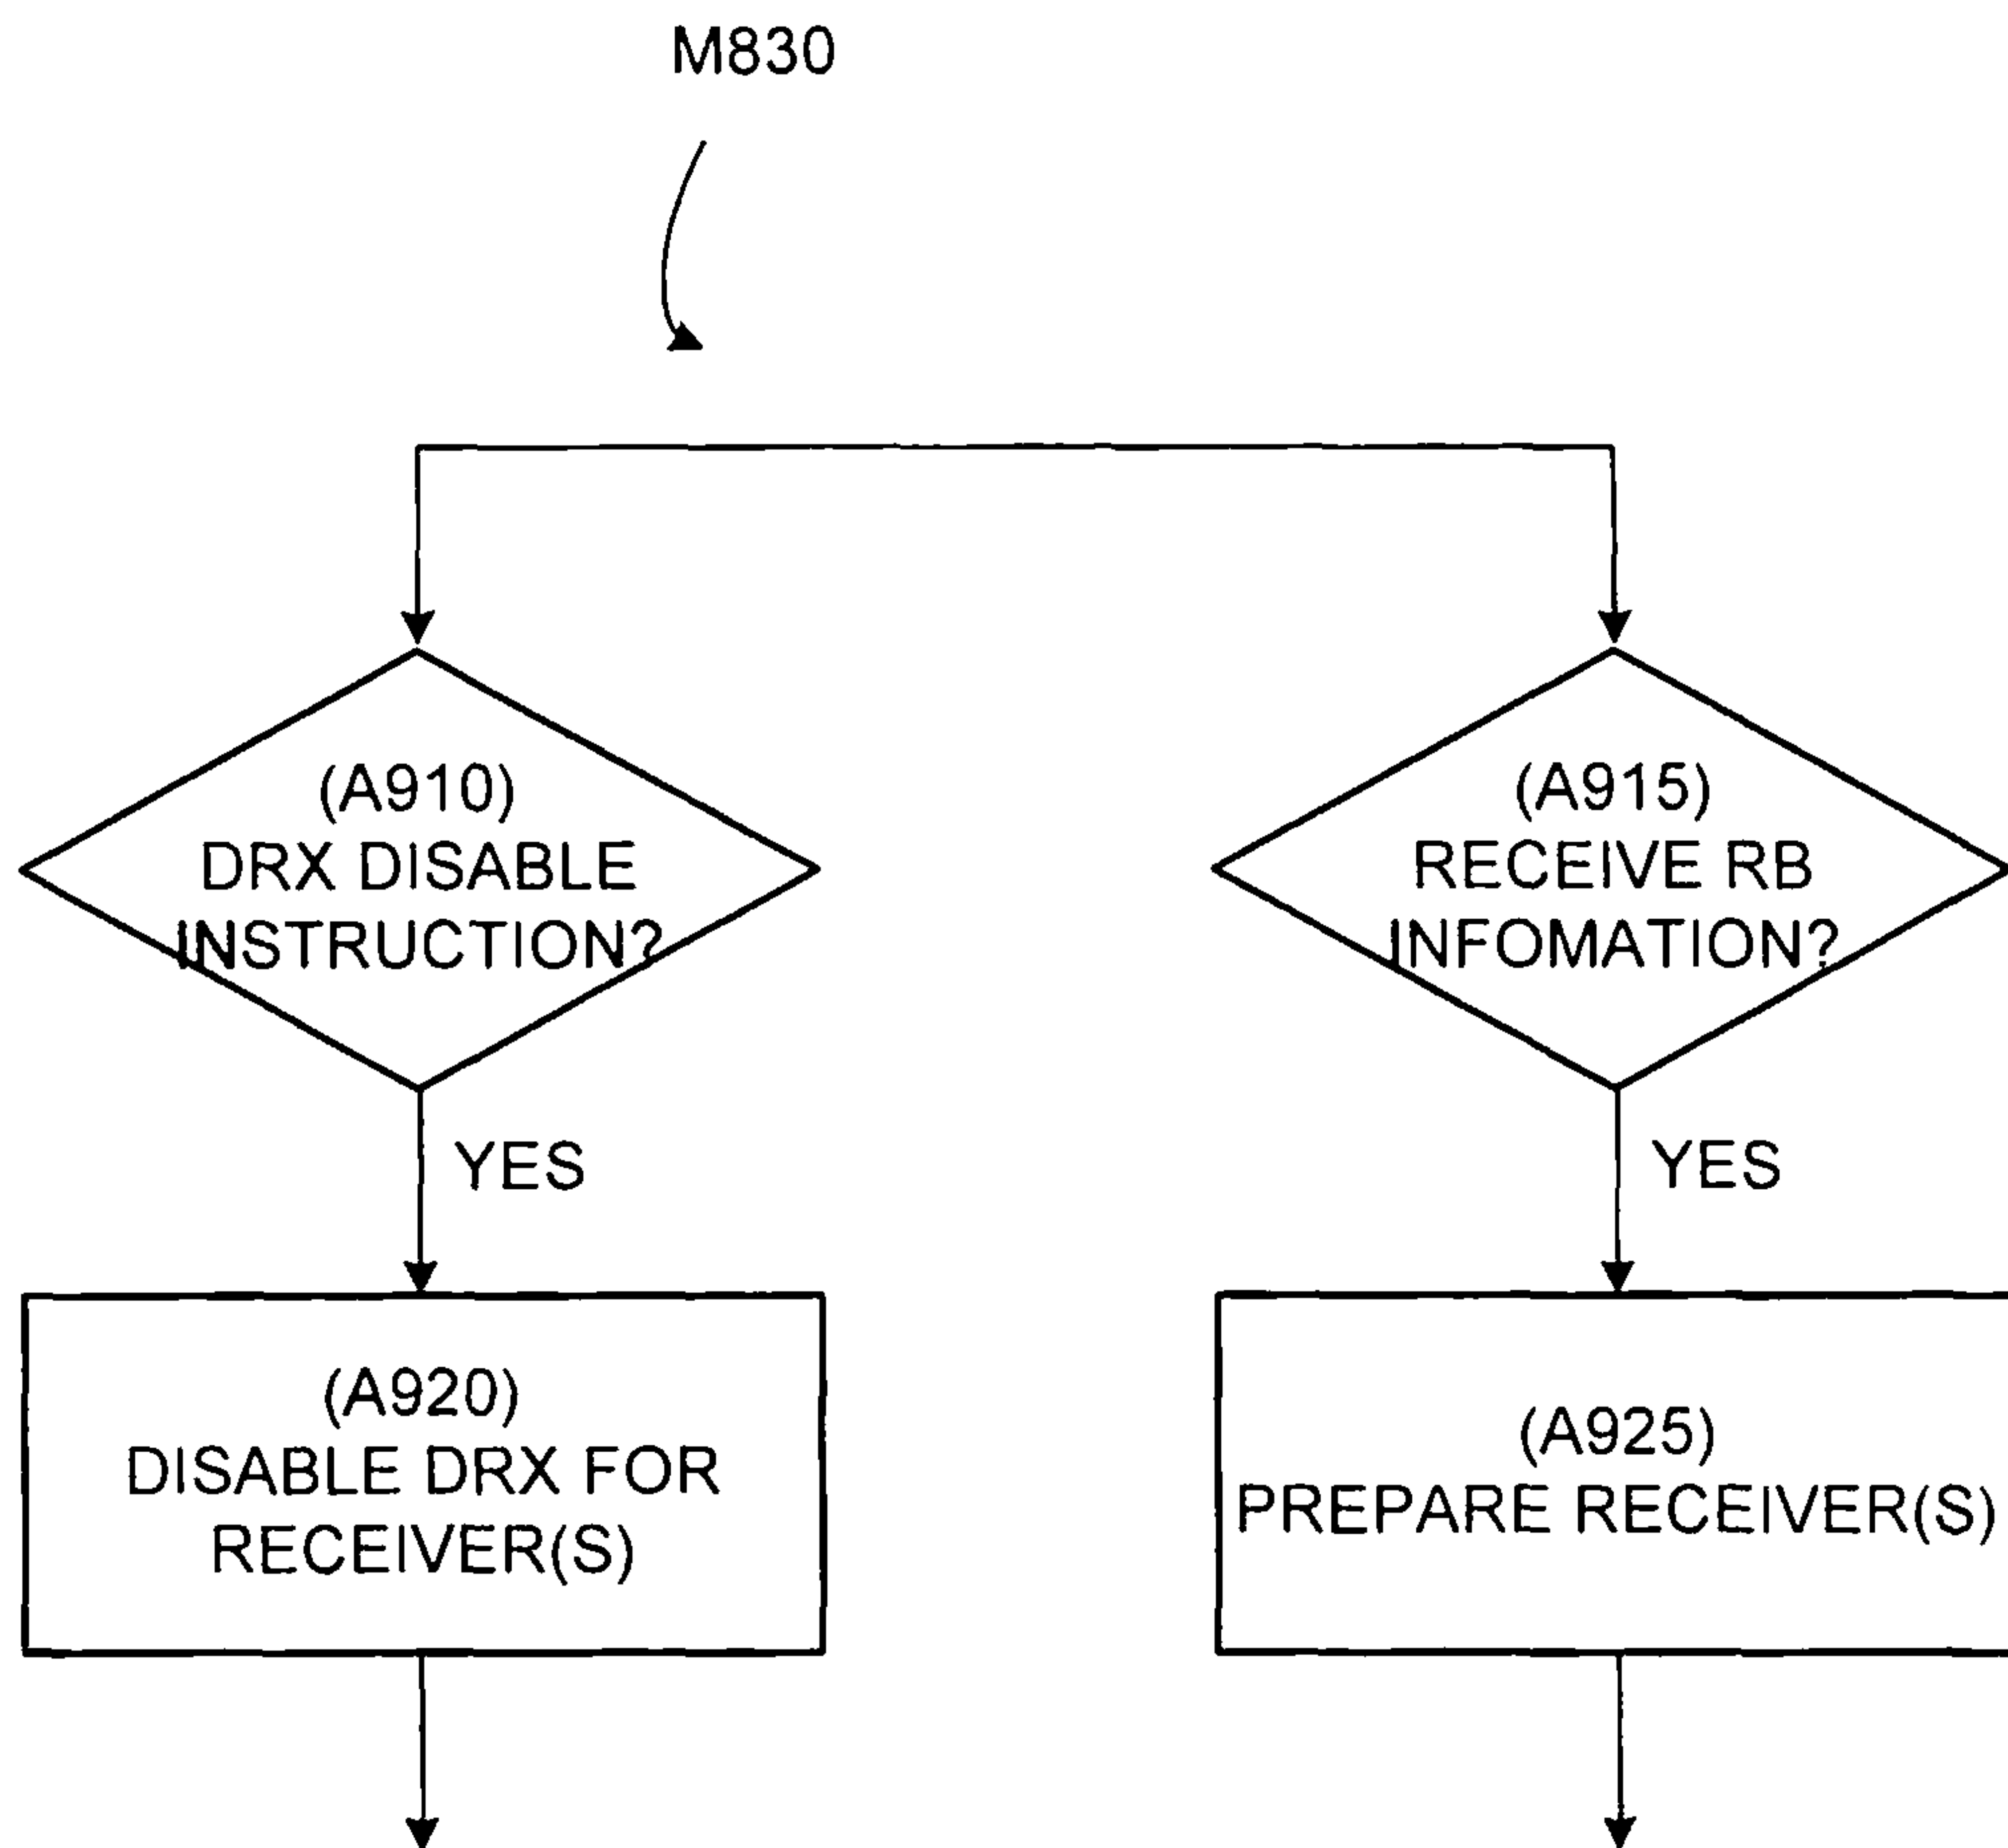 M830
(A910)
DRX DISABLE
INSTRUCTION?
(A915)
RECEIVE RB
INFOMATION?
YES
YES
(A920)
DISABLE DRX FOR
RECEIVER(S)
(A925)
PREPARE RECEIVER(S)